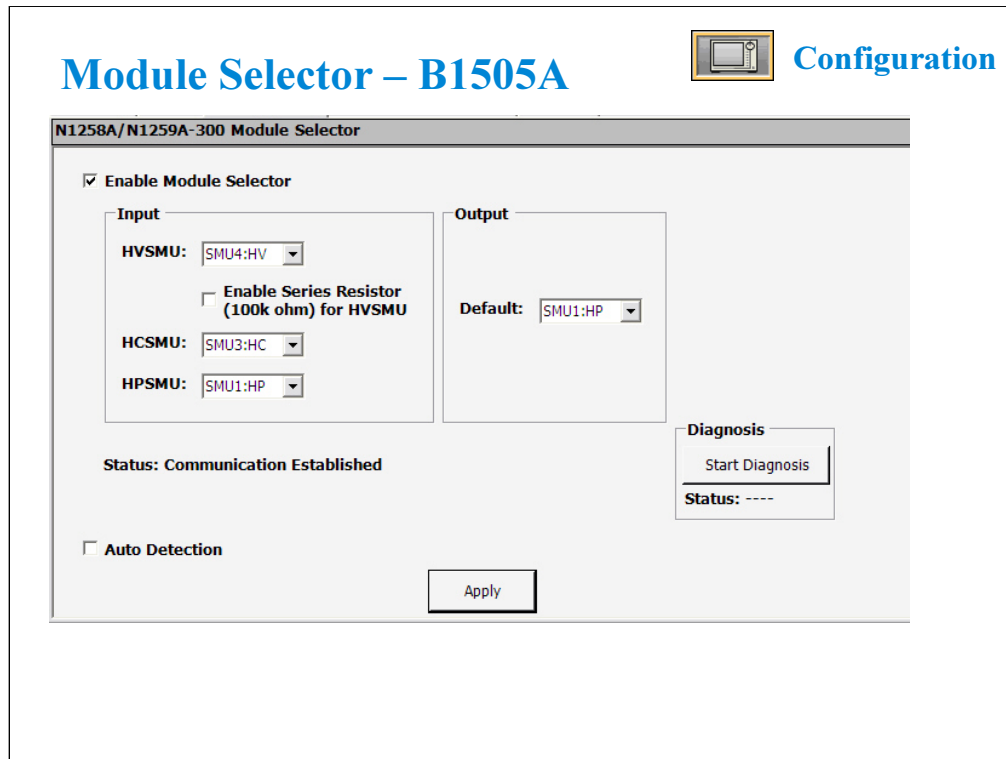 Module Selector – B1505A
Configuration
N1258A/N1259A-300 Module Selector
Enable Module Selector
Input
HVSMU: SMU4:HV
Enable Series Resistor
(100k ohm) for HVSMU
HCSMU: SMU3:HC
HPSMU: SMU1:HP
Output
Default: SMU1:HP
Diagnosis
Start Diagnosis
Status: ----
Status: Communication Established
Auto Detection
Apply